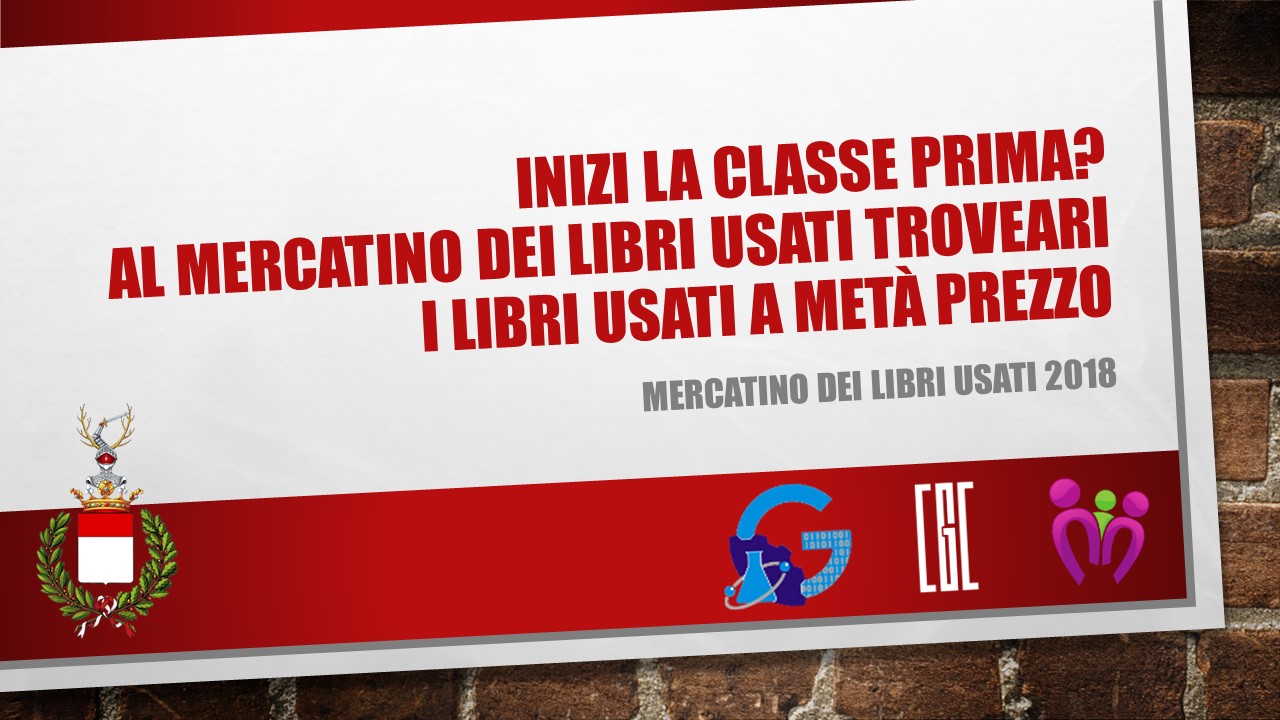 INIZI LA CLASSE PRIMA?
AL MERCATINO DEI LIBRI USATI TROVEARI
I LIBRI USATI A METÀ PREZZO
MERCATINO DEI LIBRI USATI 2018
CGC